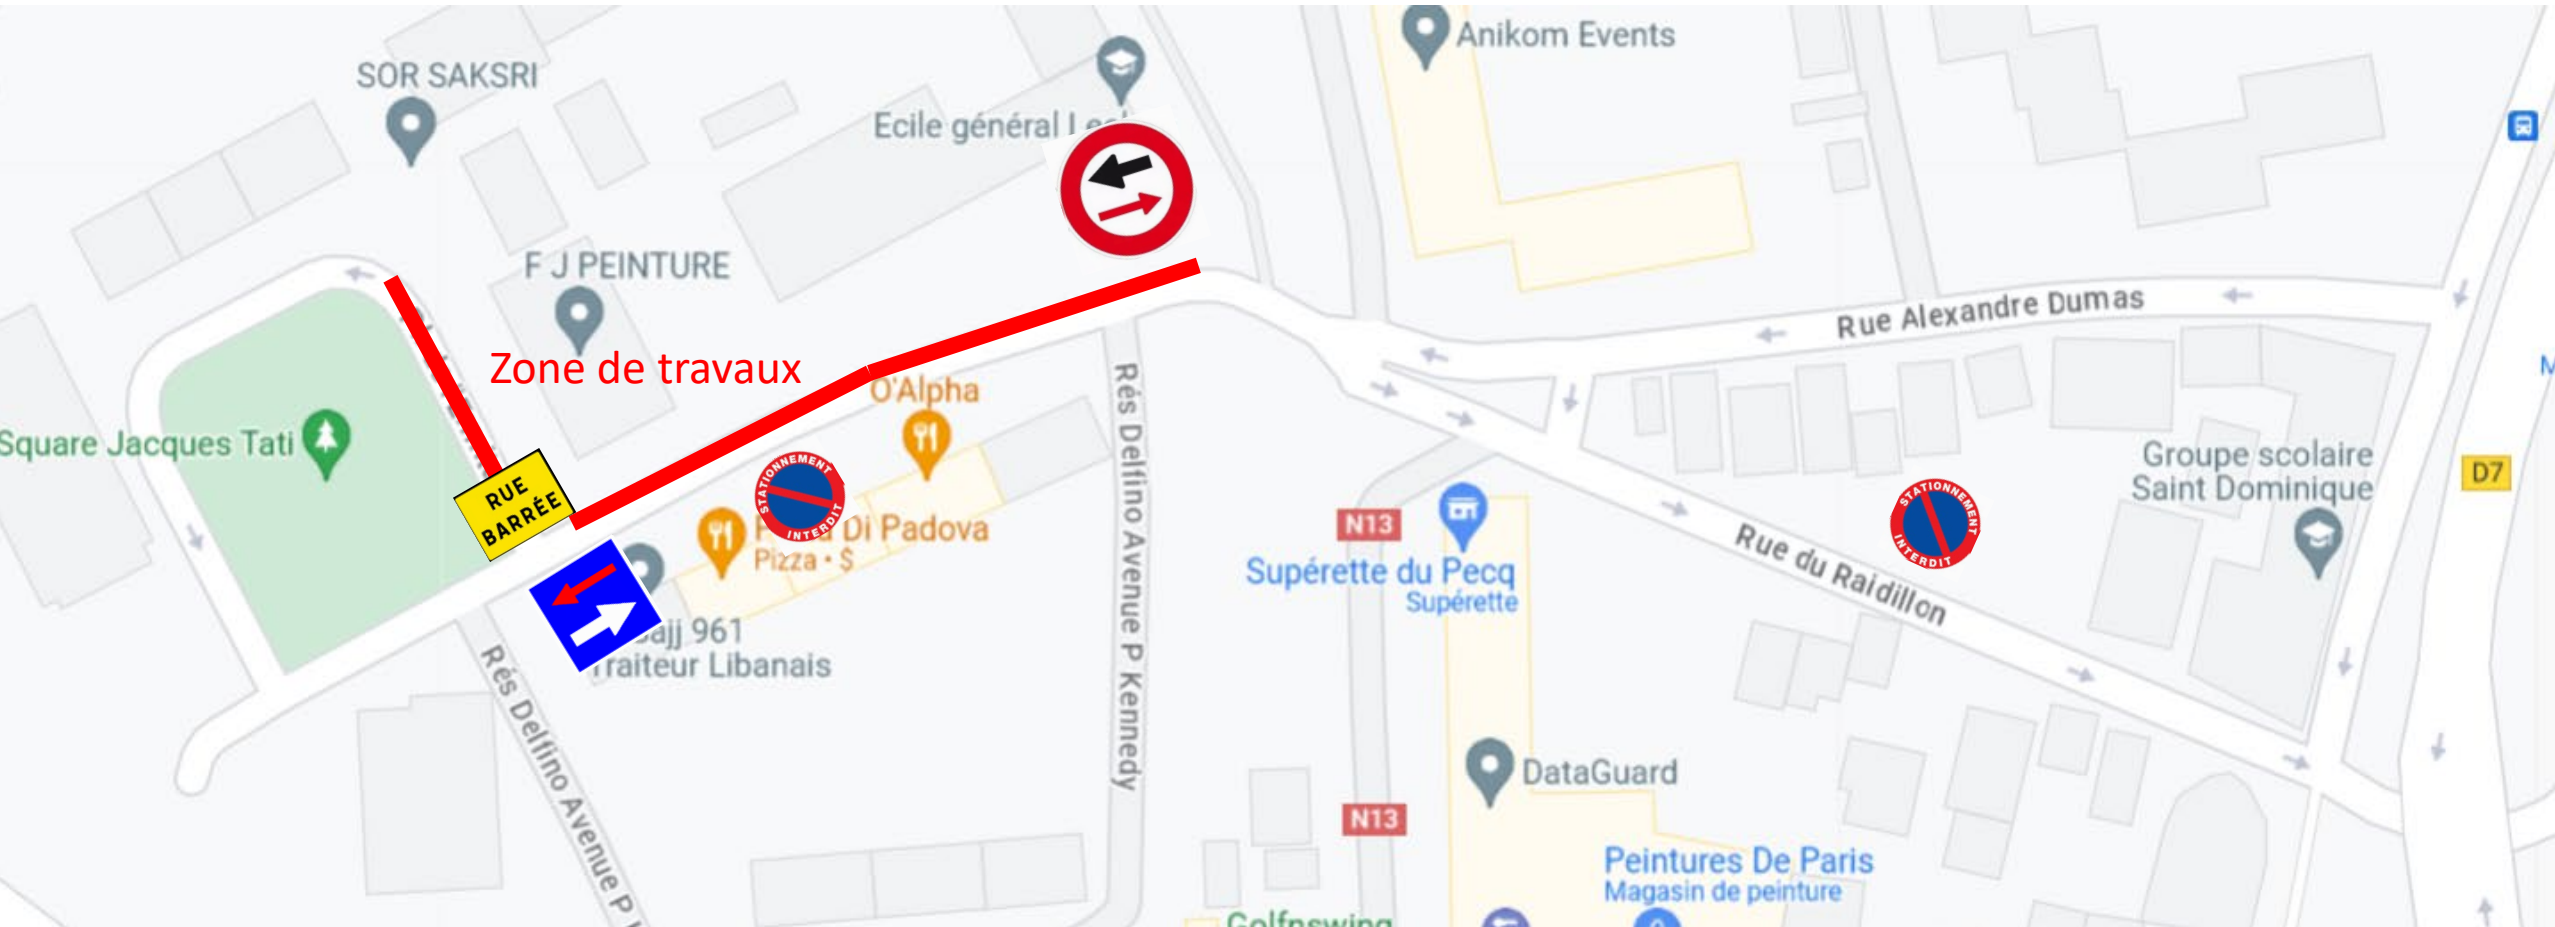 Anikom Events
SOR SAKSRI
Ecile général
F J PEINTURE
Rue Alexandre Dumas
Zone de travaux
O'Alpha
Rés Delfino Avenue P Kennedy
Square Jacques Tati
RUE
BARRÉE
STATIONNEMENT
INTERDIT
Di Padova
Pizza • $
961
Traiteur Libanais
Rés Delfino Avenue P
N13
Supérette du Pecq
Supérette
Rue du Raidillon
STATIONNEMENT
INTERDIT
Groupe scolaire
Saint Dominique
D7
M
N13
DataGuard
Peintures De Paris
Magasin de peinture
Golfnswing